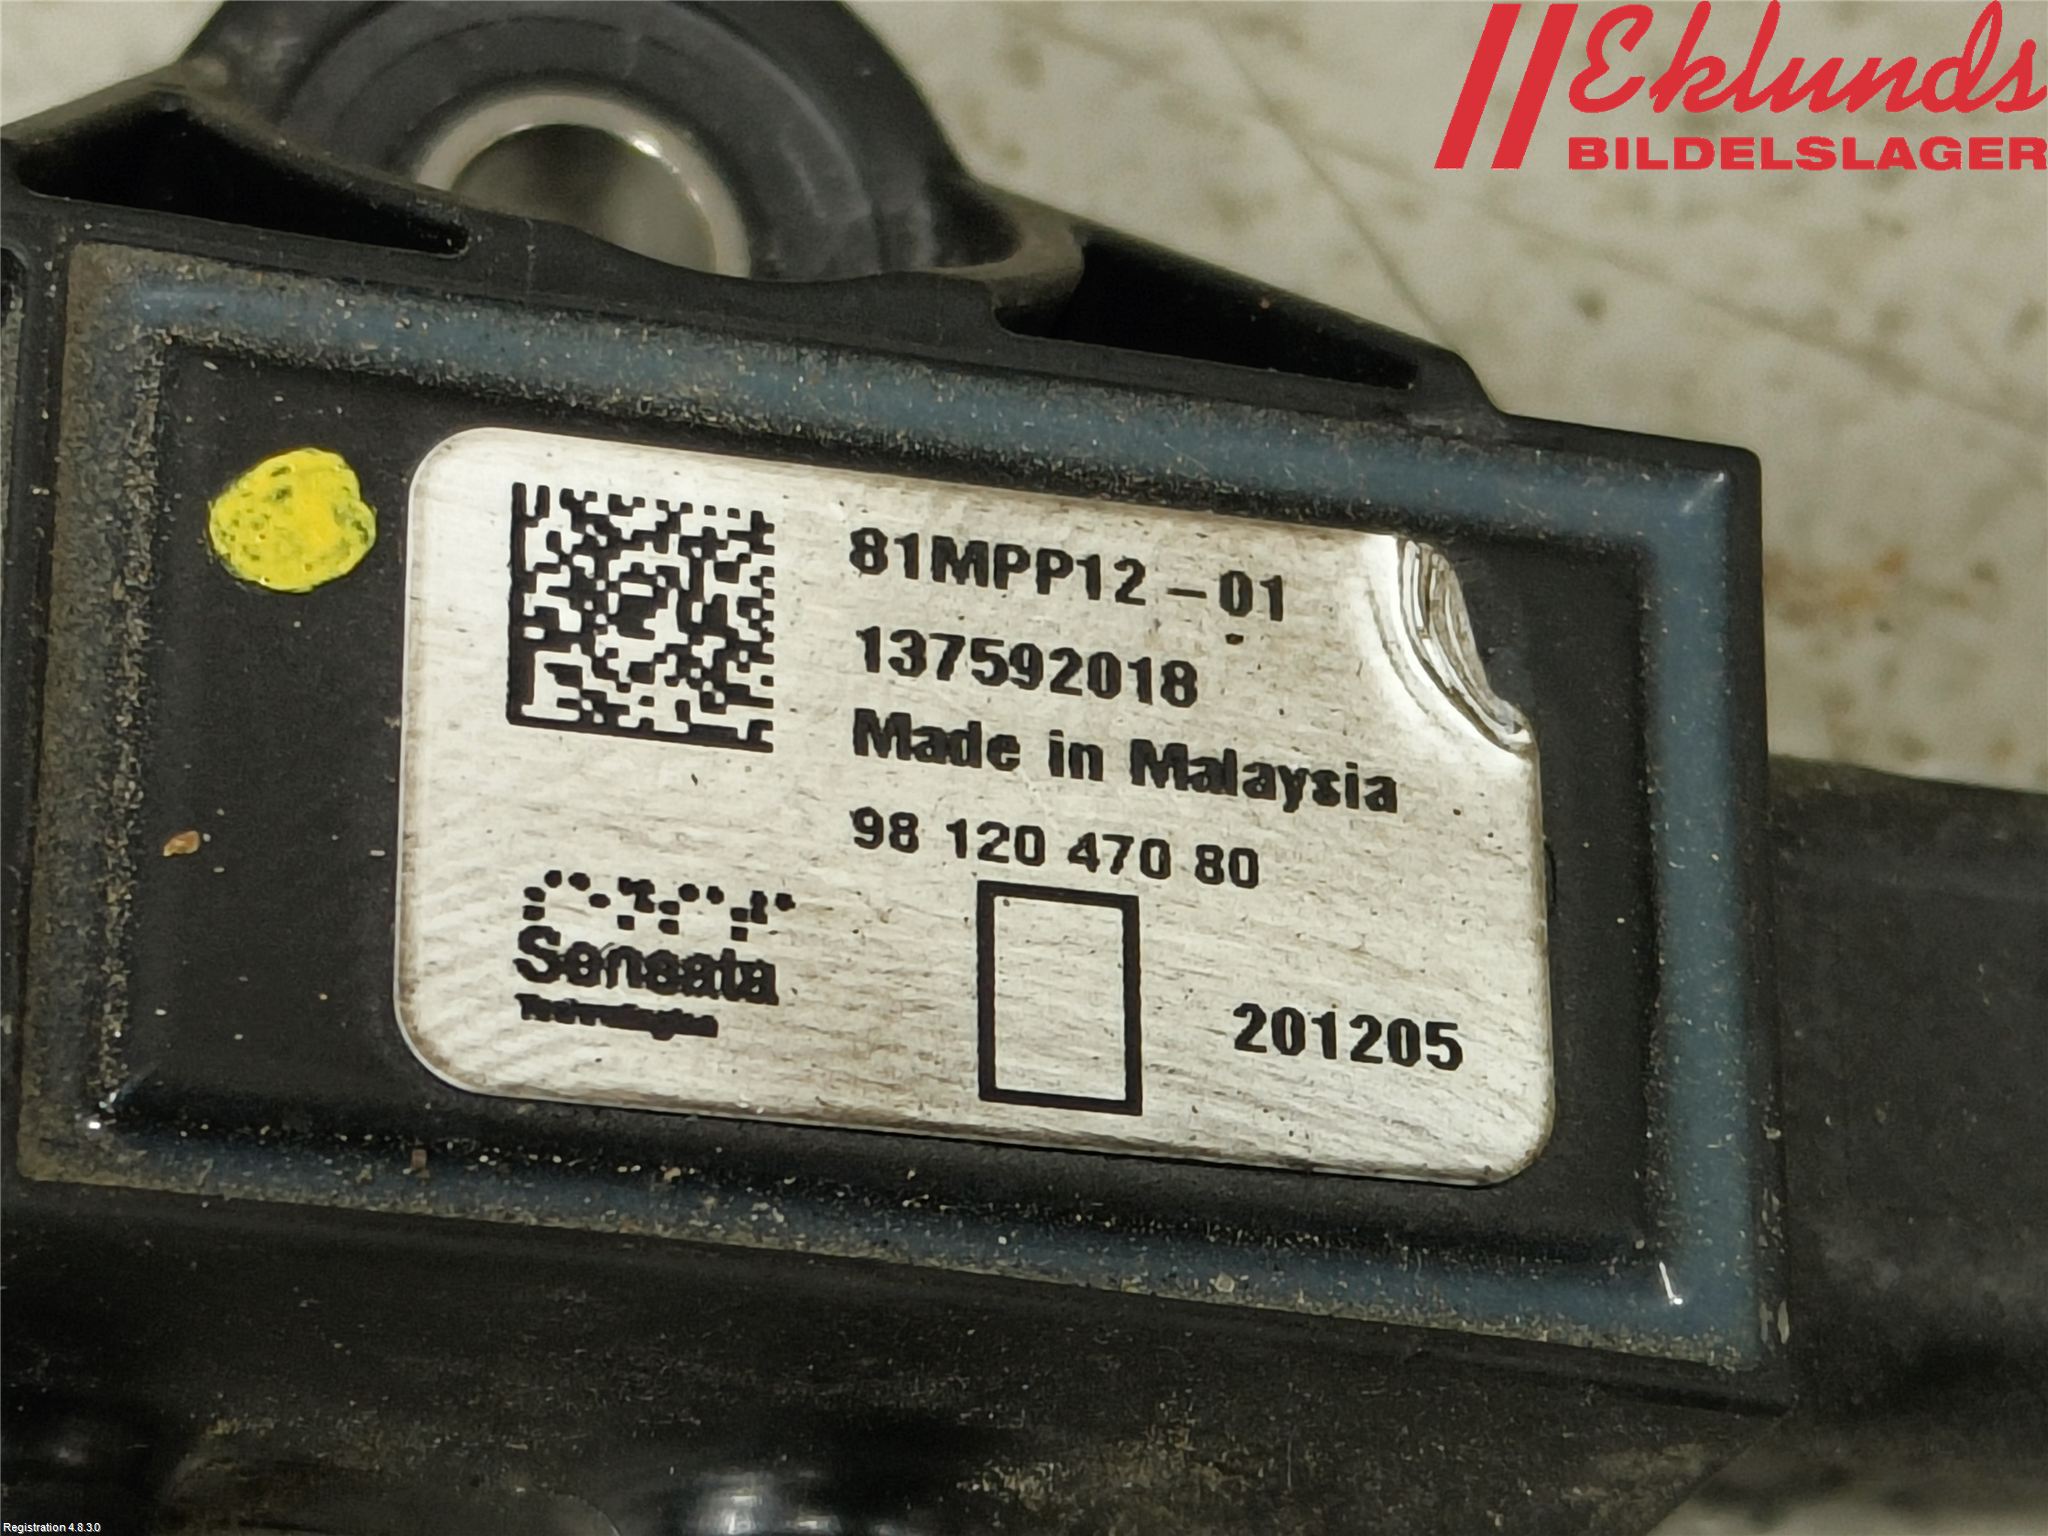 Eklunds
BILDELSLAGER
81MPP12-01
137592018
Made in Malaysia
98 120 470 80
Sensata
Technologies
201205
Registration 4.8.3.0